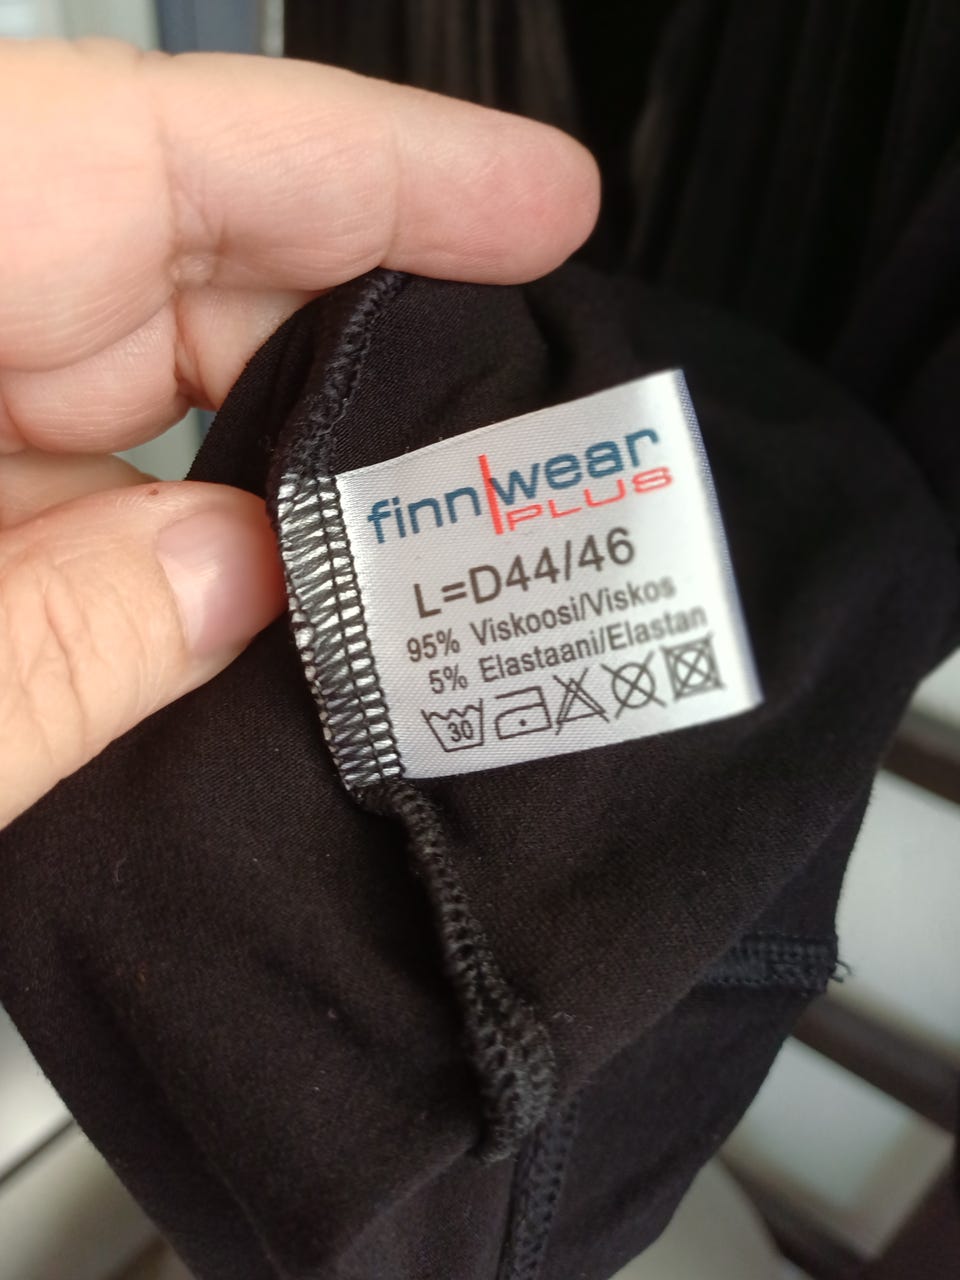 finnwear
PLUS
L=D44/46
95% Viskoosi/Viskos
5% Elastaani/Elastan
30